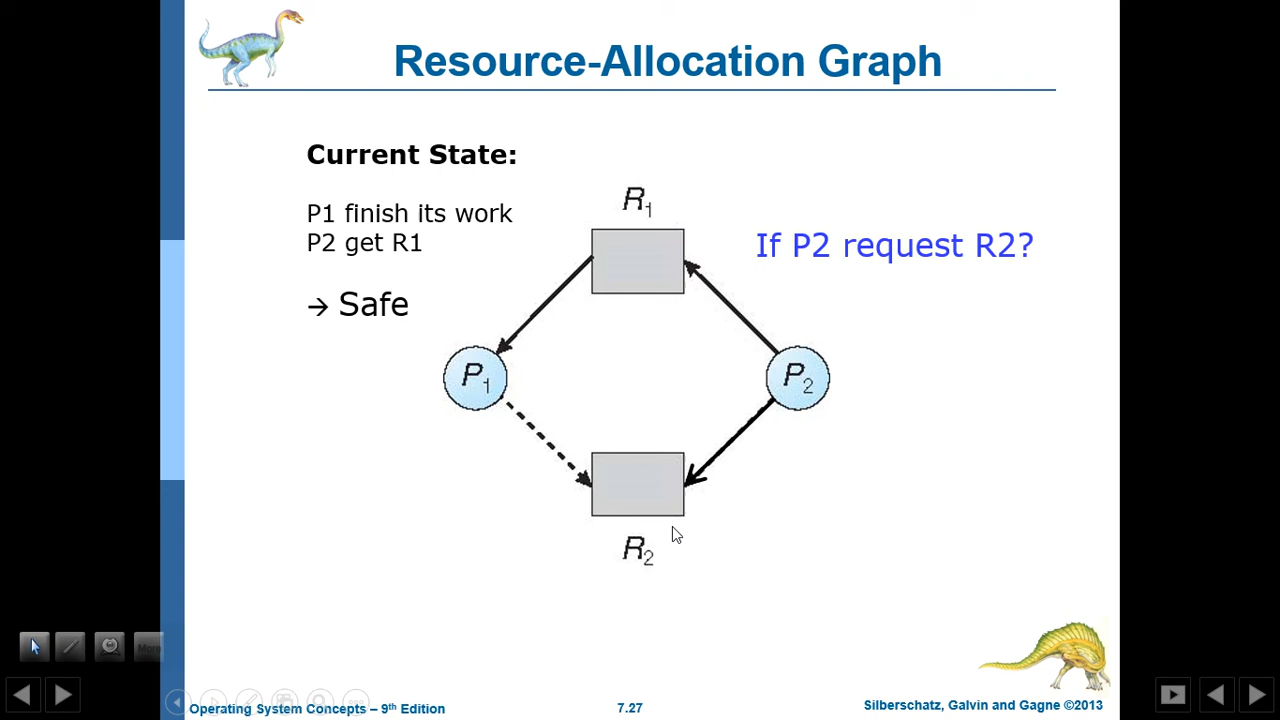 Resource-Allocation Graph
Current State:
P1 finish its work
P2 get R1
→ Safe
If P2 request R2?
R1
P1
P2
R2
More
Operating System Concepts – 9th Edition
7.27
Silberschatz, Galvin and Gagne ©2013